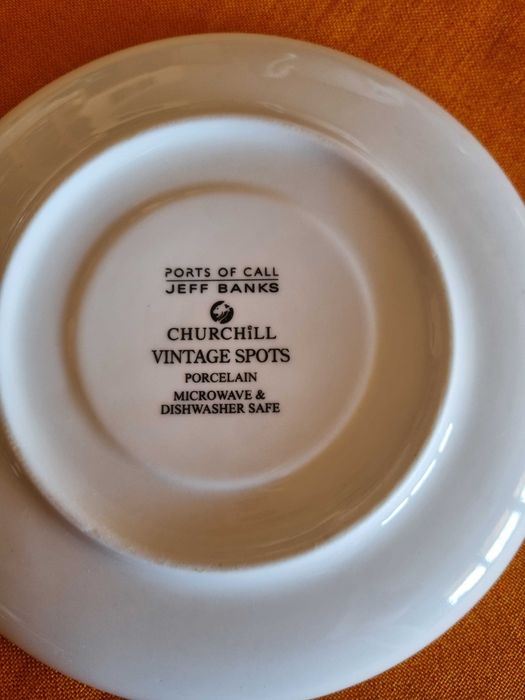 PORTS OF CALL
JEFF BANKS
CHURCHiLL
VINTAGE SPOTS
PORCELAIN
MICROWAVE &
DISHWASHER SAFE